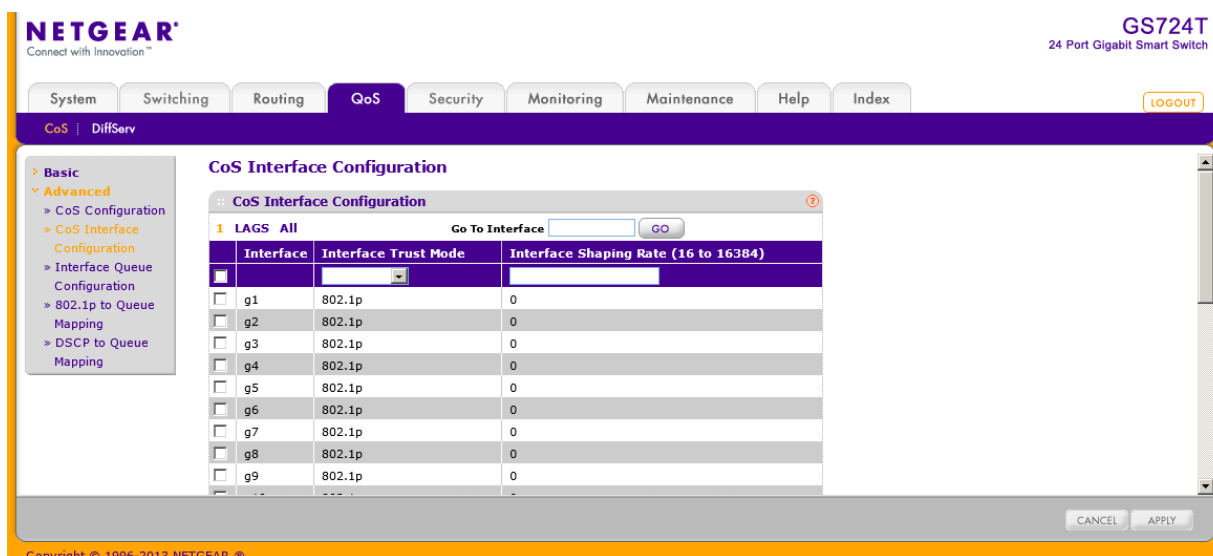 NETGEAR®
Connect with Innovation™
GS724T
24 Port Gigabit Smart Switch
System Switching Routing QoS Security Monitoring Maintenance Help Index
LOGOUT
CoS | DiffServ
Basic
Advanced
» CoS Configuration
» CoS Interface
Configuration
» Interface Queue
Configuration
» 802.1p to Queue
Mapping
» DSCP to Queue
Mapping
CoS Interface Configuration
CoS Interface Configuration
1 LAGS All Go To Interface GO
Interface Interface Trust Mode Interface Shaping Rate (16 to 16384)
g1 802.1p 0
g2 802.1p 0
g3 802.1p 0
g4 802.1p 0
g5 802.1p 0
g6 802.1p 0
g7 802.1p 0
g8 802.1p 0
g9 802.1p 0
CANCEL APPLY
Copyright © 1996-2013 NETGEAR ®